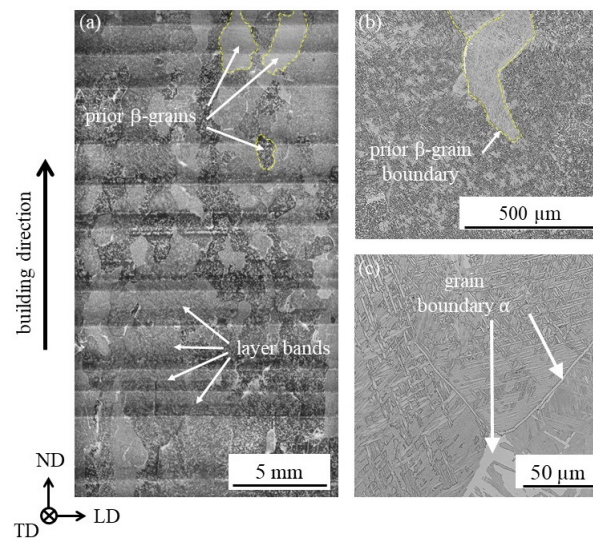 (a)
prior β-grains
building direction
layer bands
5 mm
ND
TD
LD
(b)
prior β-grain
boundary
500 µm
(c)
grain
boundary α
50 µm